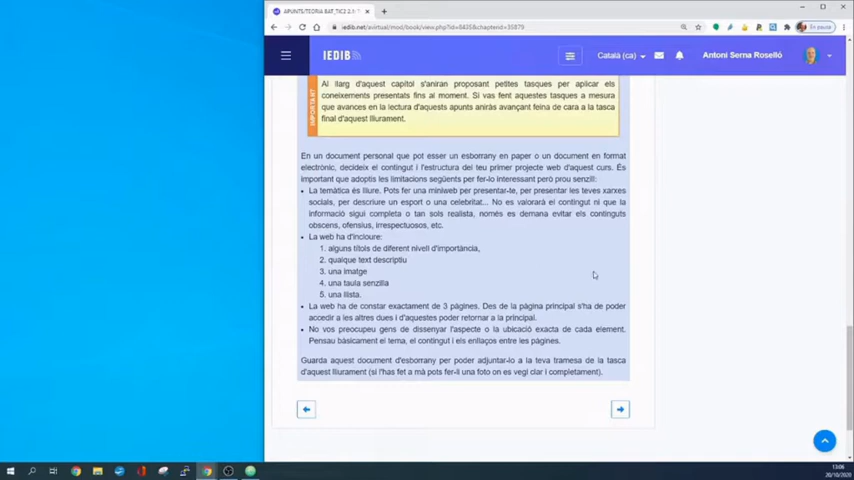 APUNTS/TEORIA BAT_TIC2 2.1
iedib.net/avirtual/mod/book/view.php?id=8435&chapterid=35879
En pausa
IEDIB
Català (ca)
Antoni Serna Roselló
IMPORTANT
Al llarg d'aquest capítol s'aniran proposant petites tasques per aplicar els
coneixements presentats fins al moment. Si vas fent aquestes tasques a mesura
que avances en la lectura d'aquests apunts aniràs avançant feina de cara a la tasca
final d'aquest lliurament.
En un document personal que pot esser un esborrany en paper o un document en format
electrònic, decideix el contingut i l'estructura del teu primer projecte web d'aquest curs. És
important que adoptis les limitacions següents per fer-lo interessant però prou senzill:
• La temàtica és lliure. Pots fer una miniweb per presentar-te, per presentar les teves xarxes
socials, per descriure un esport o una celebritat... No es valorarà el contingut ni que la
informació sigui completa o tan sols realista, només es demana evitar els continguts
obscens, ofensius, irrespectuosos, etc.
• La web ha d'incloure:
1. alguns títols de diferent nivell d'importància,
2. qualque text descriptiu
3. una imatge
4. una taula senzilla
5. una llista.
• La web ha de constar exactament de 3 pàgines. Des de la pàgina principal s'ha de poder
accedir a les altres dues i d'aquestes poder retornar a la principal.
• No vos preocupeu gens de dissenyar l'aspecte o la ubicació exacta de cada element.
Pensau bàsicament el tema, el contingut i els enllaços entre les pàgines.
Guarda aquest document d'esborrany per poder adjuntar-lo a la teva tramesa de la tasca
d'aquest lliurament (si l'has fet a mà pots fer-li una foto on es vegi clar i completament).
13:06
20/10/2020